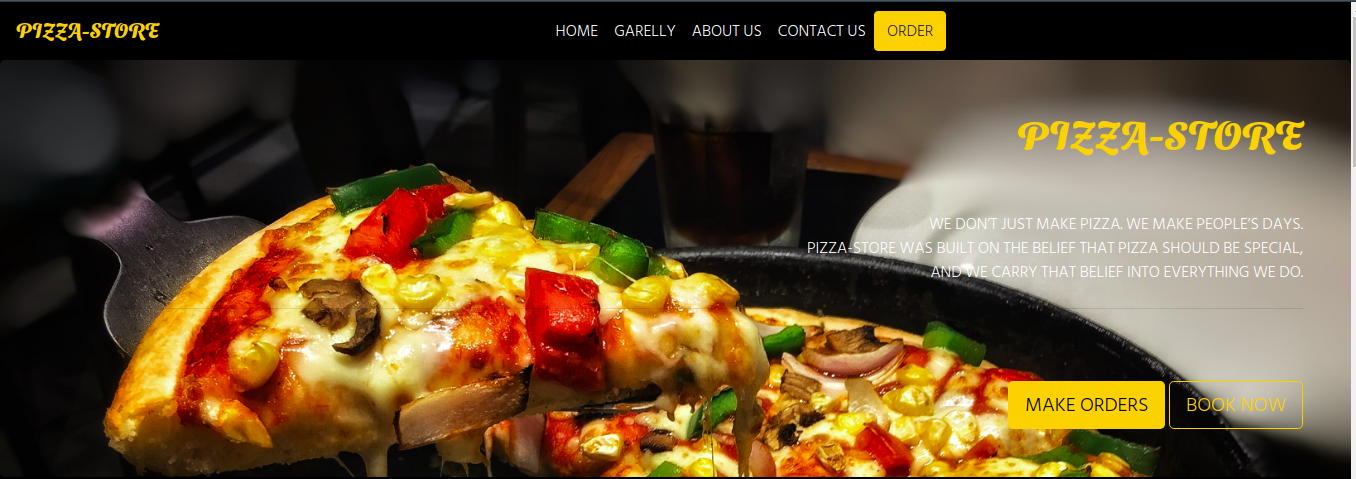 PIZZA-STORE
HOME GARELLY ABOUT US CONTACT US ORDER
PIZZA-STORE
WE DON'T JUST MAKE PIZZA. WE MAKE PEOPLE'S DAYS.
PIZZA-STORE WAS BUILT ON THE BELIEF THAT PIZZA SHOULD BE SPECIAL,
AND WE CARRY THAT BELIEF INTO EVERYTHING WE DO.
MAKE ORDERS BOOK NOW